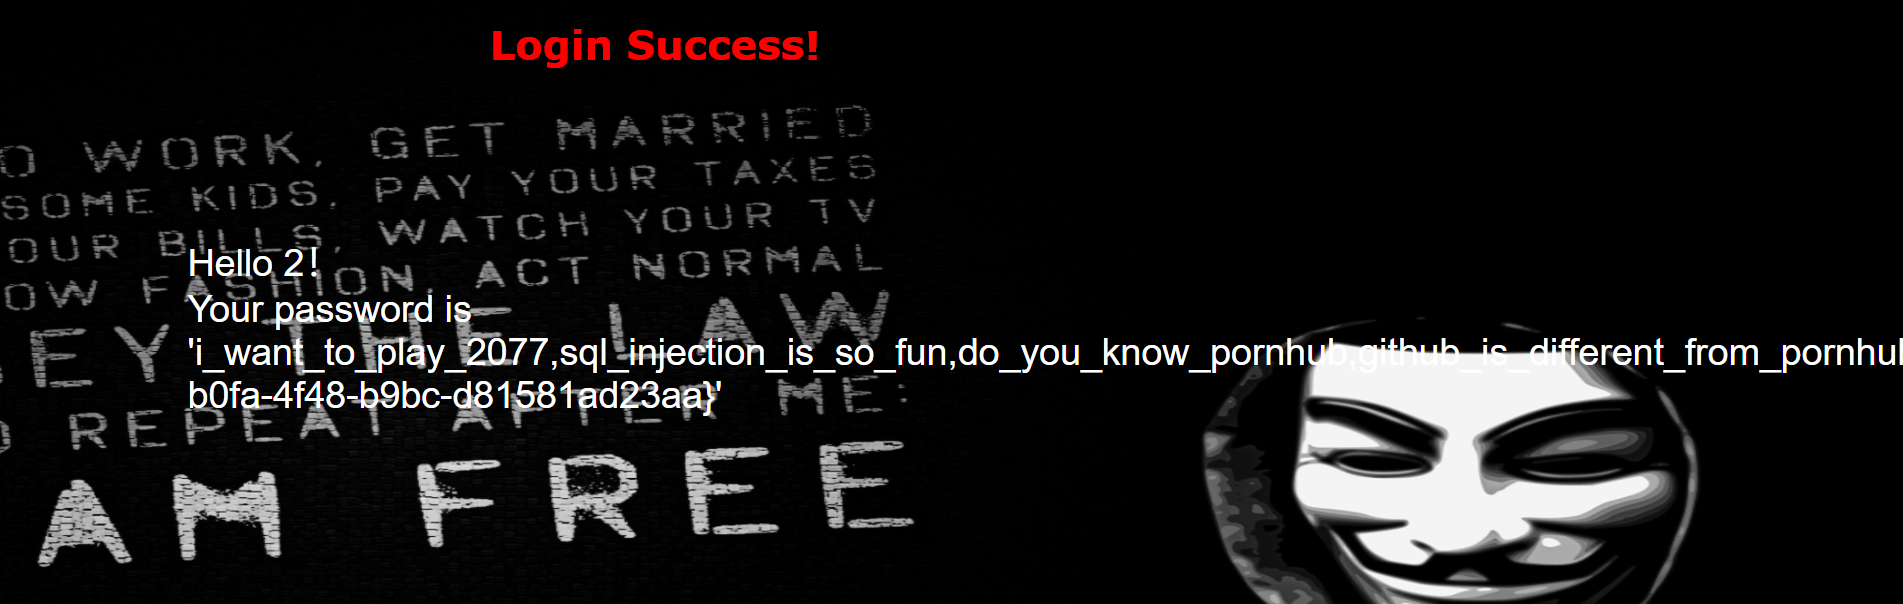 Login Success!
O WORK, GET MARRIED
SOME KIDS, PAY YOUR TAXES
OUR BILLS, WATCH YOUR TV
OW FASHION, ACT NORMAL
EY THE LAW
REPEAT AFTER ME:
AM FREE
Hello 2！
Your password is
'i_want_to_play_2077,sql_injection_is_so_fun,do_you_know_pornhub,github_is_different_from_pornhu
b0fa-4f48-b9bc-d81581ad23aa}'